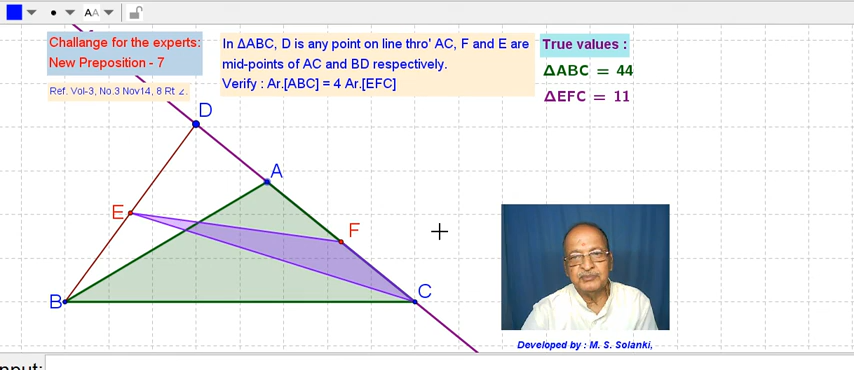 AA
Challange for the experts:
New Preposition - 7
Ref. Vol-3, No.3 Nov14, 8 Rt ∠.
In ΔABC, D is any point on line thro' AC, F and E are
mid-points of AC and BD respectively.
Verify : Ar.[ABC] = 4 Ar.[EFC]
True values :
ΔABC = 44
ΔEFC = 11
D
A
E
F
B
C
Developed by : M. S. Solanki,
nput: